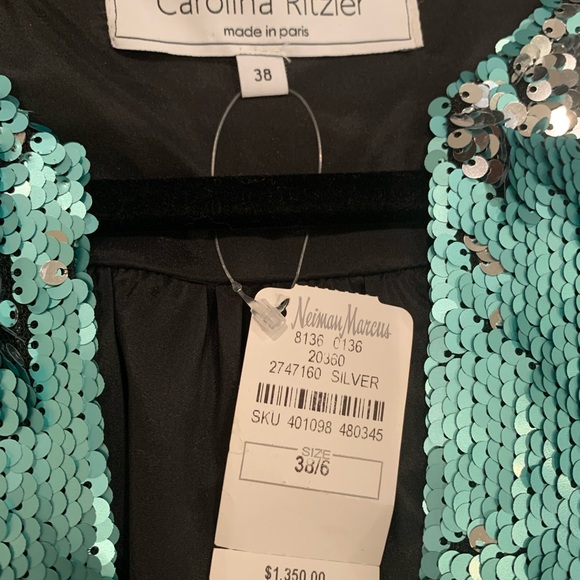 Carolina Ritzler
made in paris
38
Neiman Marcus
8136 0136
20360
2747160 SILVER
SKU 401098 480345
SIZE
38/6
$1,350.00